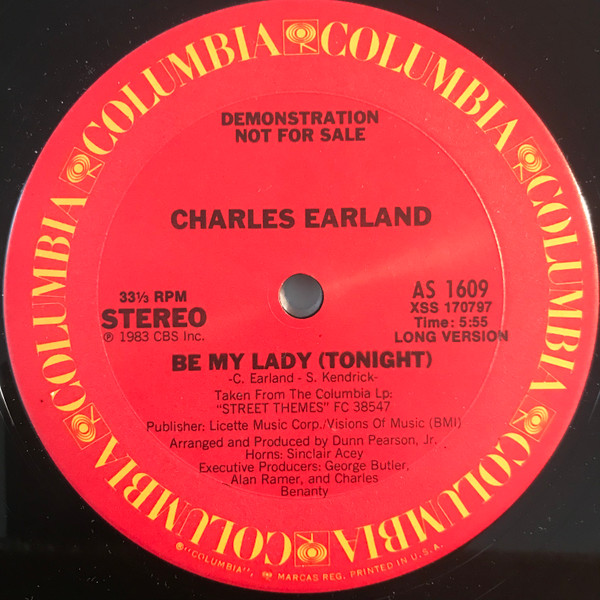 COLUMBIA COLUMBIA COLUMBIA COLUMBIA COLUMBIA COLUMBIA COLUMBIA COLUMBIA
DEMONSTRATION
NOT FOR SALE
CHARLES EARLAND
33⅓ RPM
STEREO
℗ 1983 CBS Inc.
AS 1609
XSS 170797
Time: 5:55
LONG VERSION
BE MY LADY (TONIGHT)
-C. Earland - S. Kendrick-
Taken From The Columbia Lp:
"STREET THEMES" FC 38547
Publisher: Licette Music Corp./Visions Of Music (BMI)
Arranged and Produced by Dunn Pearson, Jr.
Horns: Sinclair Acey
Executive Producers: George Butler,
Alan Ramer, and Charles
Benanty
®"COLUMBIA", MARCAS REG. PRINTED IN U.S.A.